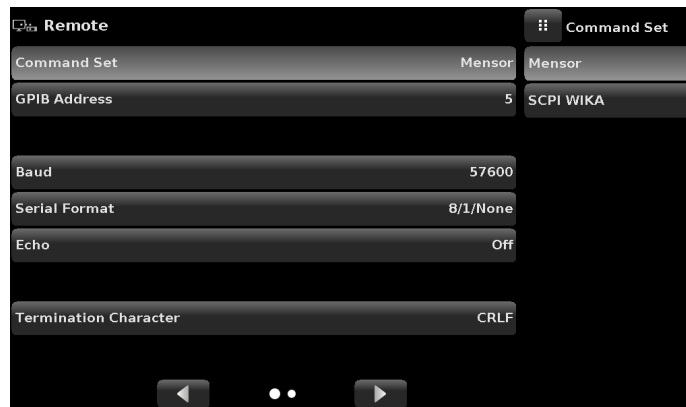 Remote
Command Set Mensor
GPIB Address 5
Baud 57600
Serial Format 8/1/None
Echo Off
Termination Character CRLF
Command Set
Mensor
SCPI WIKA